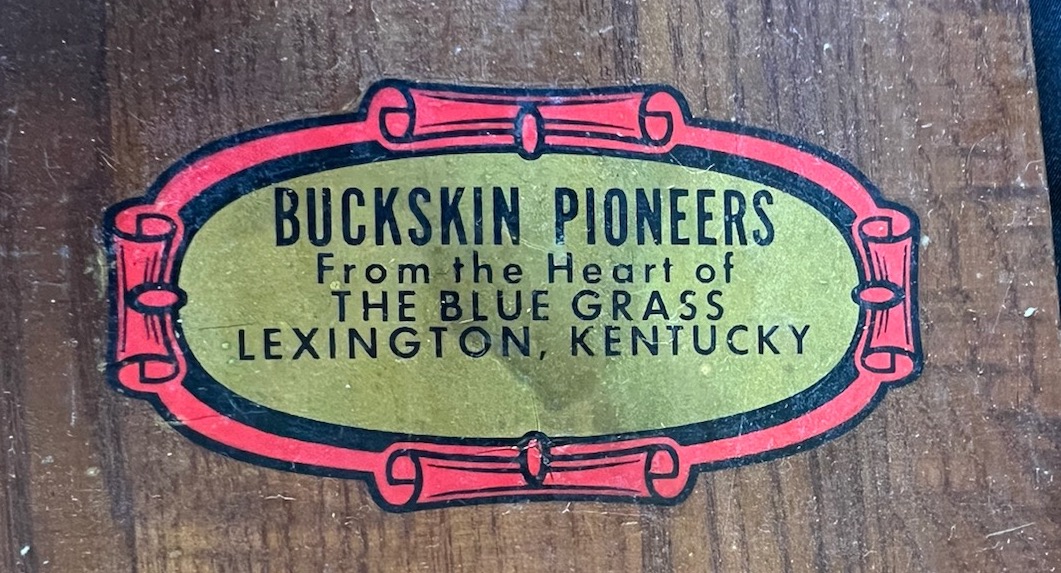 BUCKSKIN PIONEERS
From the Heart of
THE BLUE GRASS
LEXINGTON, KENTUCKY